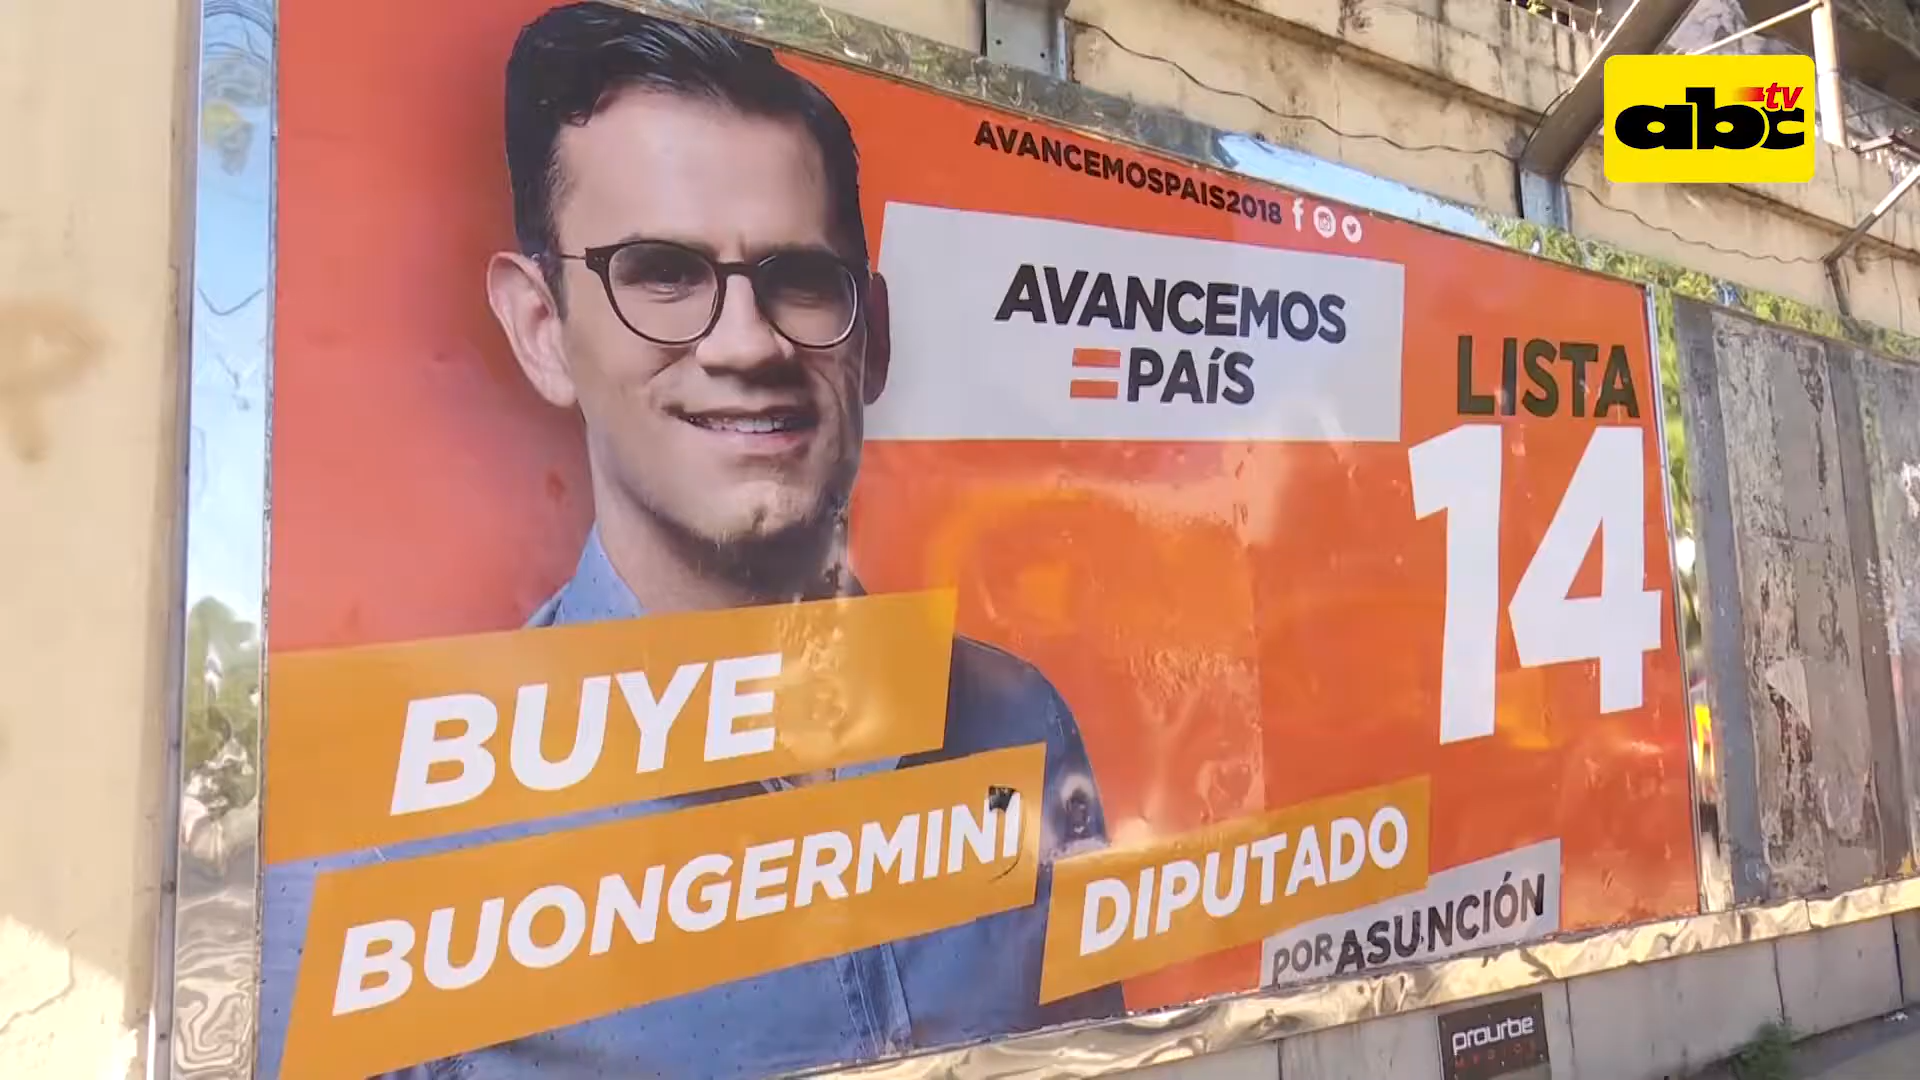 abc tv
AVANCEMOSPAIS2018
AVANCEMOS
=PAíS
LISTA
14
BUYE
BUONGERMINI
DIPUTADO
POR ASUNCIÓN
prourbe